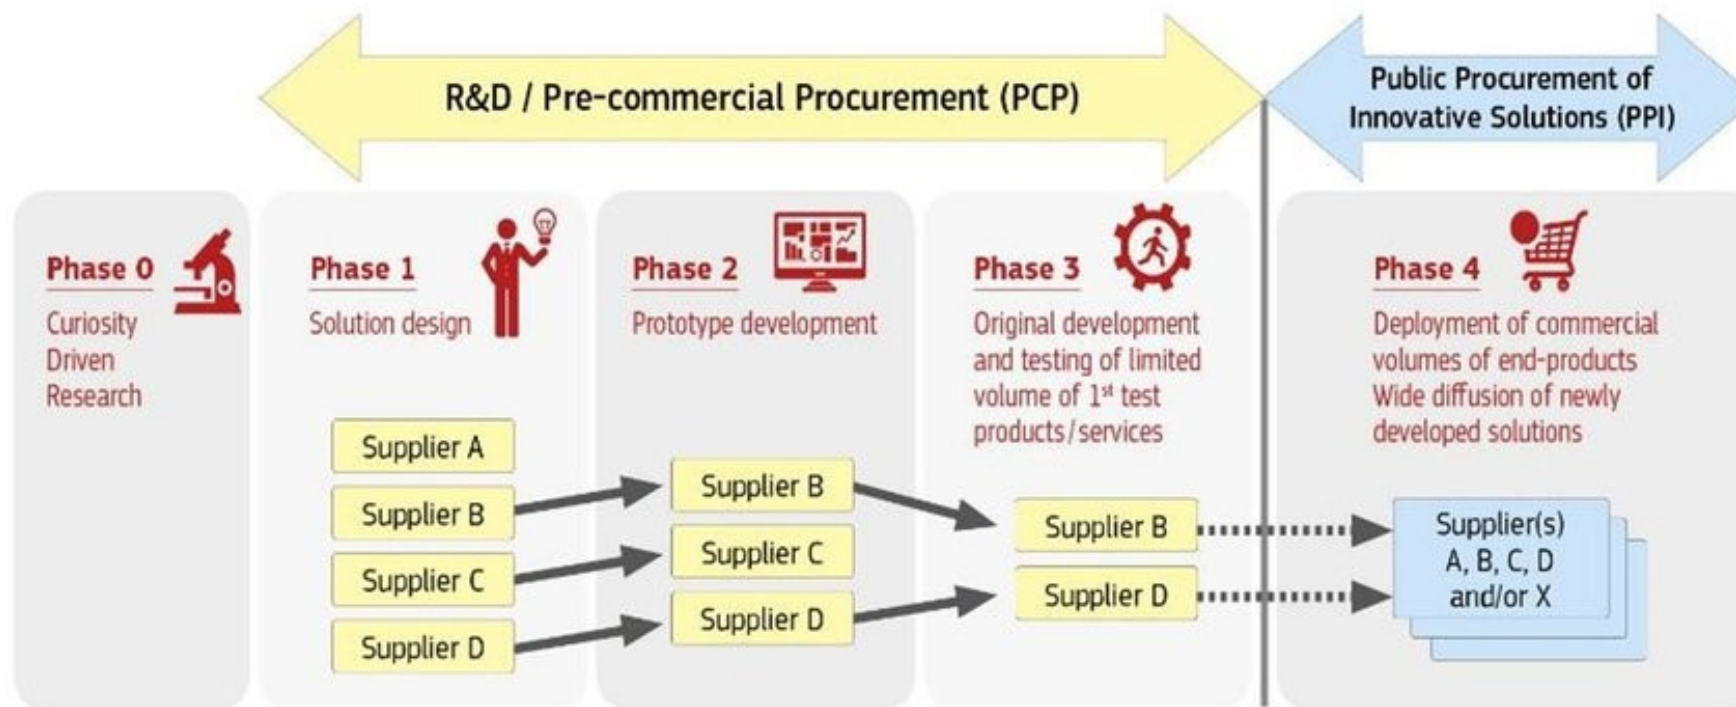 R&D / Pre-commercial Procurement (PCP)
Public Procurement of
Innovative Solutions (PPI)
Phase 0
Curiosity
Driven
Research
Phase 1
Solution design
Supplier A
Supplier B
Supplier C
Supplier D
Phase 2
Prototype development
Supplier B
Supplier C
Supplier D
Phase 3
Original development
and testing of limited
volume of 1st test
products/services
Supplier B
Supplier D
Phase 4
Deployment of commercial
volumes of end-products
Wide diffusion of newly
developed solutions
Supplier(s)
A, B, C, D
and/or X